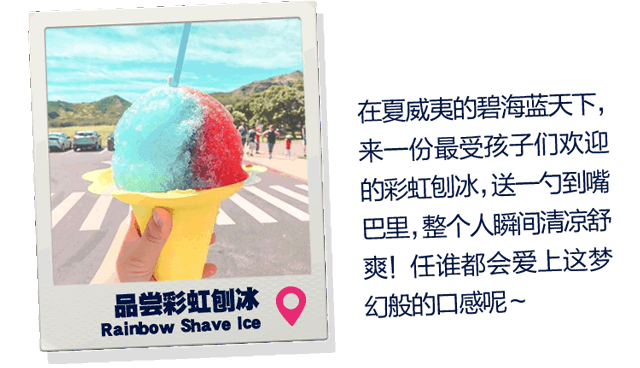 品尝彩虹刨冰
Rainbow Shave Ice
在夏威夷的碧海蓝天下，
来一份最受孩子们欢迎
的彩虹刨冰，送一勺到嘴
巴里，整个人瞬间清凉舒
爽！任谁都会爱上这梦
幻般的口感呢~